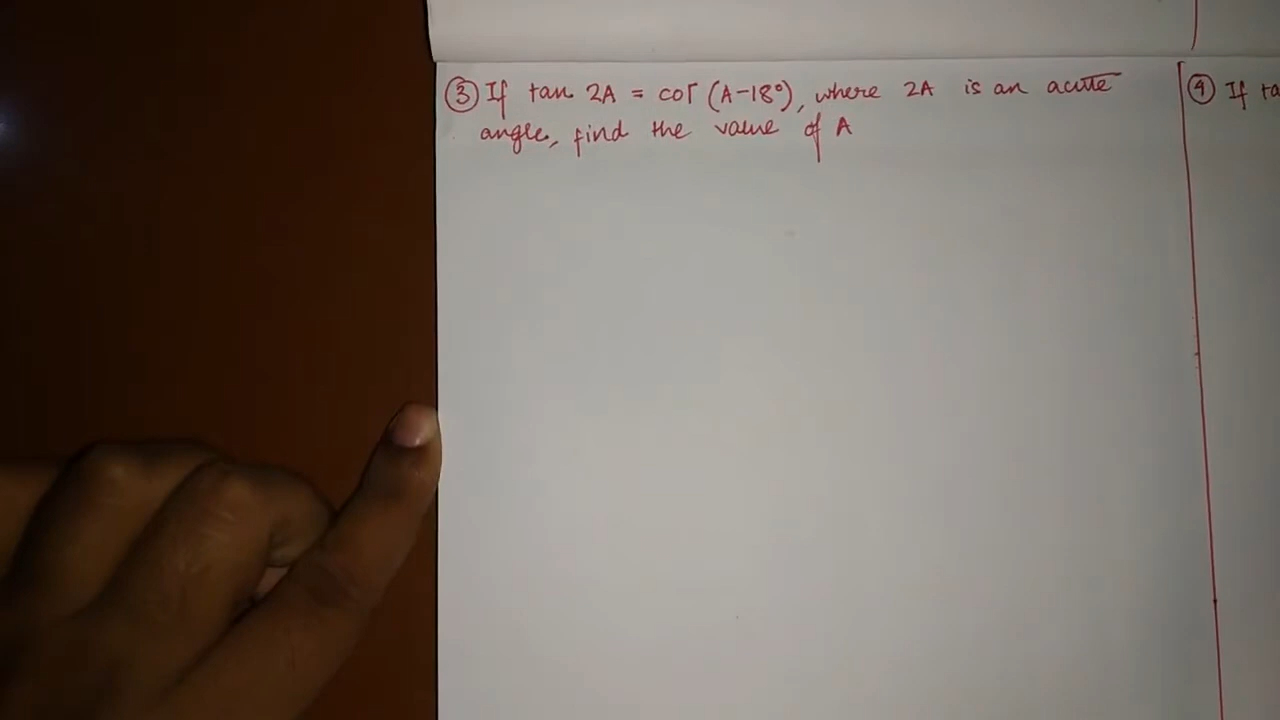 ③ If tan 2A = cot (A-18°), where 2A is an acute
angle, find the value of A
④ If ta